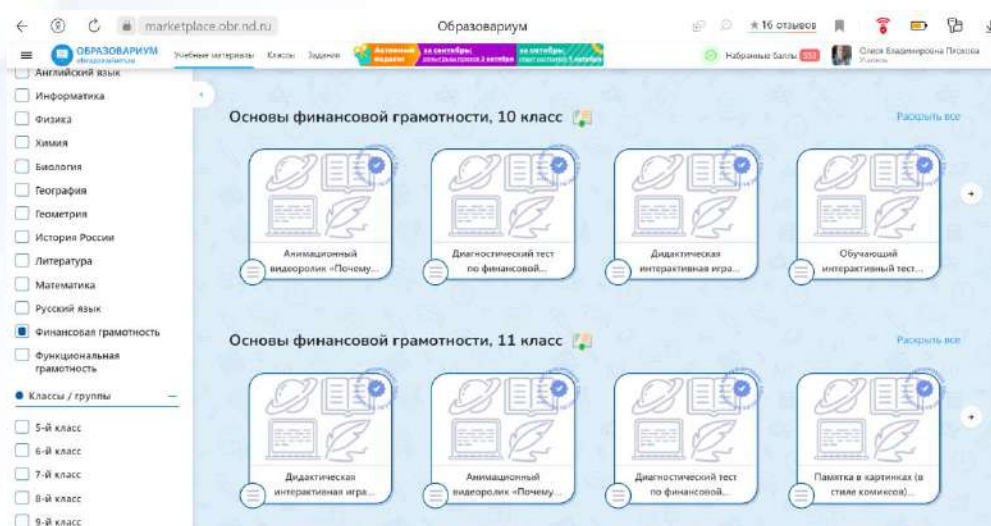 marketplace.obr.nd.ru
Образовариум
★ 16 отзывов
ОБРАЗОВАРИУМ
Учебные материалы Классы Задания
Набранные баллы 551
Олеся Владимировна
Учитель
Английский язык
Информатика
Физика
Химия
Биология
География
Геометрия
История России
Литература
Математика
Русский язык
Финансовая грамотность
Функциональная
грамотность
Классы / группы
5-й класс
6-й класс
7-й класс
8-й класс
9-й класс
Основы финансовой грамотности, 10 класс
Раскрыть все
Анимационный
видеоролик «Почему...
Диагностический тест
по финансовой...
Дидактическая
интерактивная игра...
Обучающий
интерактивный тест...
Основы финансовой грамотности, 11 класс
Раскрыть все
Дидактическая
интерактивная игра...
Анимационный
видеоролик «Почему...
Диагностический тест
по финансовой...
Памятка в картинках (в
стиле комиксов)...